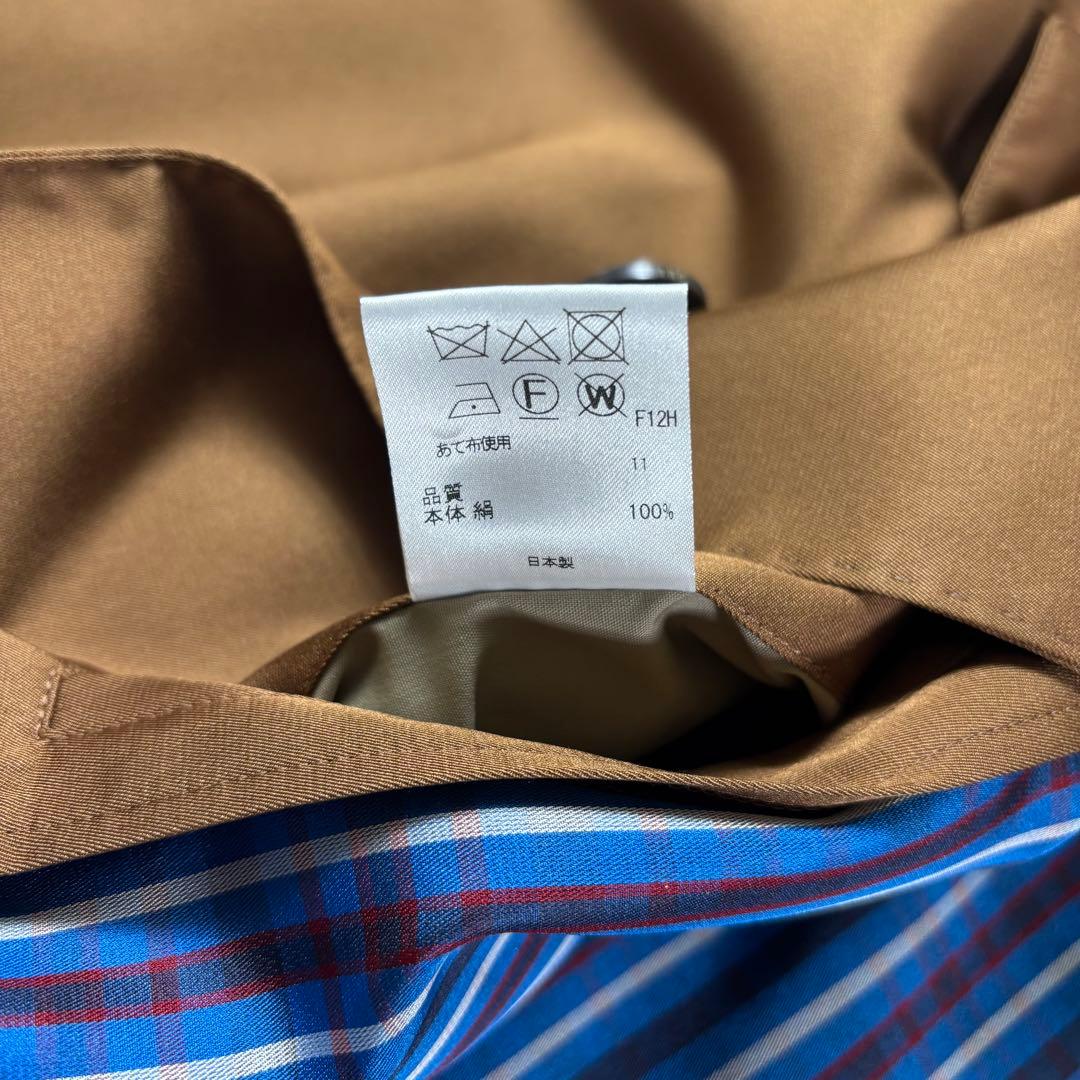 F W F12H
あて布使用
11
品質
本体 絹 100%
日本製